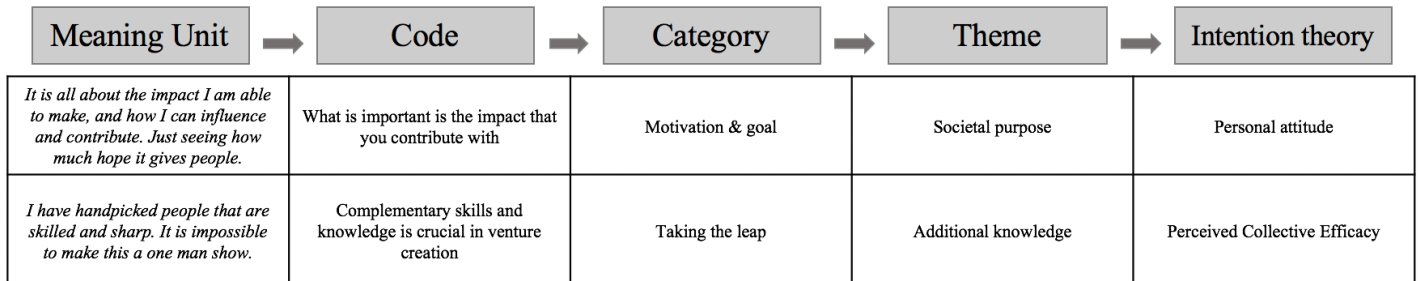 Meaning Unit
Code
Category
Theme
Intention theory
It is all about the impact I am able
to make, and how I can influence
and contribute. Just seeing how
much hope it gives people.
What is important is the impact that
you contribute with
Motivation & goal
Societal purpose
Personal attitude
I have handpicked people that are
skilled and sharp. It is impossible
to make this a one man show.
Complementary skills and
knowledge is crucial in venture
creation
Taking the leap
Additional knowledge
Perceived Collective Efficacy